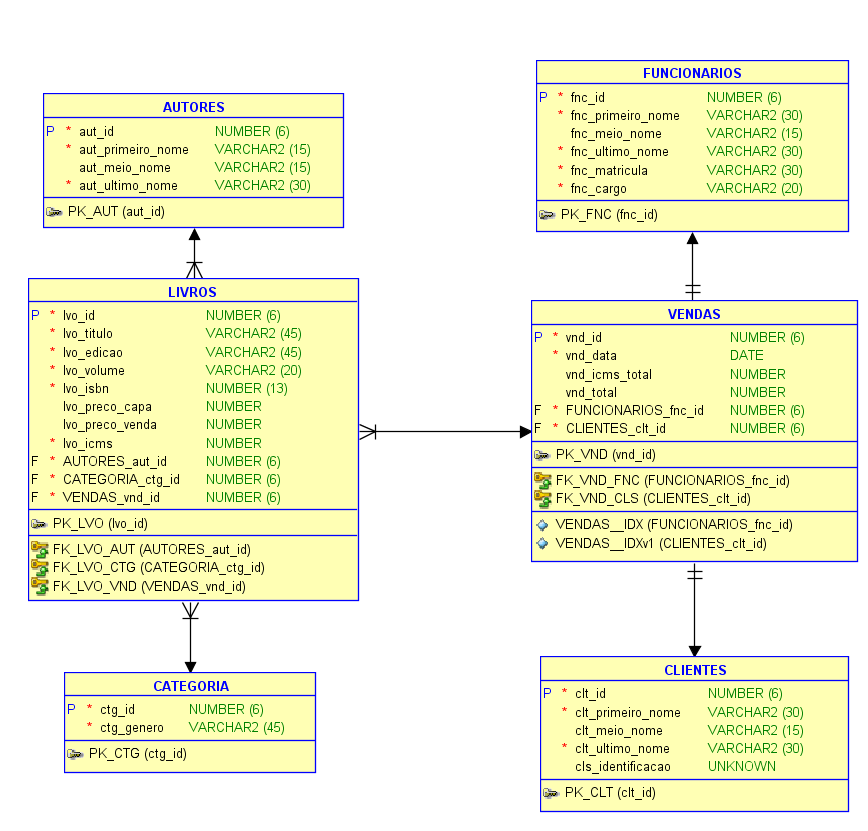 AUTORES
P * aut_id NUMBER (6)
* aut_primeiro_nome VARCHAR2 (15)
aut_meio_nome VARCHAR2 (15)
* aut_ultimo_nome VARCHAR2 (30)
PK_AUT (aut_id)
FUNCIONARIOS
P * fnc_id NUMBER (6)
* fnc_primeiro_nome VARCHAR2 (30)
fnc_meio_nome VARCHAR2 (15)
* fnc_ultimo_nome VARCHAR2 (30)
* fnc_matricula VARCHAR2 (30)
* fnc_cargo VARCHAR2 (20)
PK_FNC (fnc_id)
LIVROS
P * lvo_id NUMBER (6)
* lvo_titulo VARCHAR2 (45)
* lvo_edicao VARCHAR2 (45)
* lvo_volume VARCHAR2 (20)
* lvo_isbn NUMBER (13)
lvo_preco_capa NUMBER
lvo_preco_venda NUMBER
* lvo_icms NUMBER
F * AUTORES_aut_id NUMBER (6)
F * CATEGORIA_ctg_id NUMBER (6)
F * VENDAS_vnd_id NUMBER (6)
PK_LVO (lvo_id)
FK_LVO_AUT (AUTORES_aut_id)
FK_LVO_CTG (CATEGORIA_ctg_id)
FK_LVO_VND (VENDAS_vnd_id)
VENDAS
P * vnd_id NUMBER (6)
* vnd_data DATE
vnd_icms_total NUMBER
vnd_total NUMBER
F * FUNCIONARIOS_fnc_id NUMBER (6)
F * CLIENTES_clt_id NUMBER (6)
PK_VND (vnd_id)
FK_VND_FNC (FUNCIONARIOS_fnc_id)
FK_VND_CLS (CLIENTES_clt_id)
VENDAS__IDX (FUNCIONARIOS_fnc_id)
VENDAS__IDXv1 (CLIENTES_clt_id)
CATEGORIA
P * ctg_id NUMBER (6)
* ctg_genero VARCHAR2 (45)
PK_CTG (ctg_id)
CLIENTES
P * clt_id NUMBER (6)
* clt_primeiro_nome VARCHAR2 (30)
clt_meio_nome VARCHAR2 (15)
* clt_ultimo_nome VARCHAR2 (30)
cls_identificacao UNKNOWN
PK_CLT (clt_id)